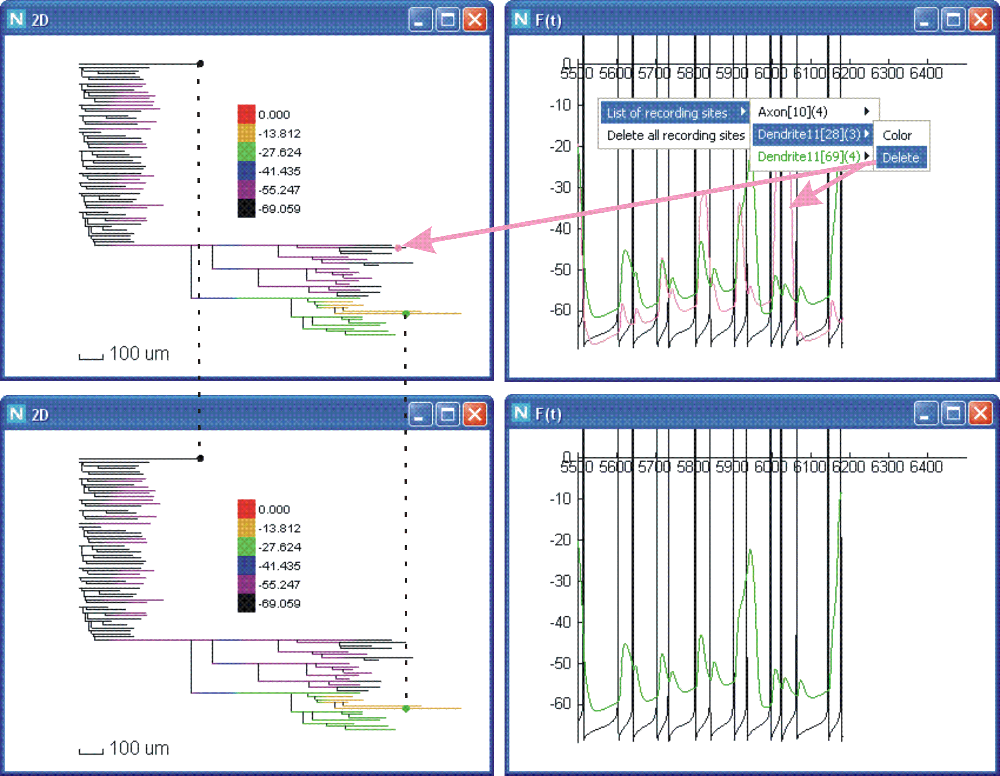 N 2D
0.000
-13.812
-27.624
-41.435
-55.247
-69.059
100 um
N F(t)
0
5500 5600 5700 5800 5900 6000 6100 6200 6300 6400
-10
-20
-30
-40
-50
-60
List of recording sites
Delete all recording sites
Axon[10](4)
Dendrite11[28](3)
Dendrite11[69](4)
Color
Delete
N 2D
0.000
-13.812
-27.624
-41.435
-55.247
-69.059
100 um
N F(t)
0
5500 5600 5700 5800 5900 6000 6100 6200 6300 6400
-10
-20
-30
-40
-50
-60